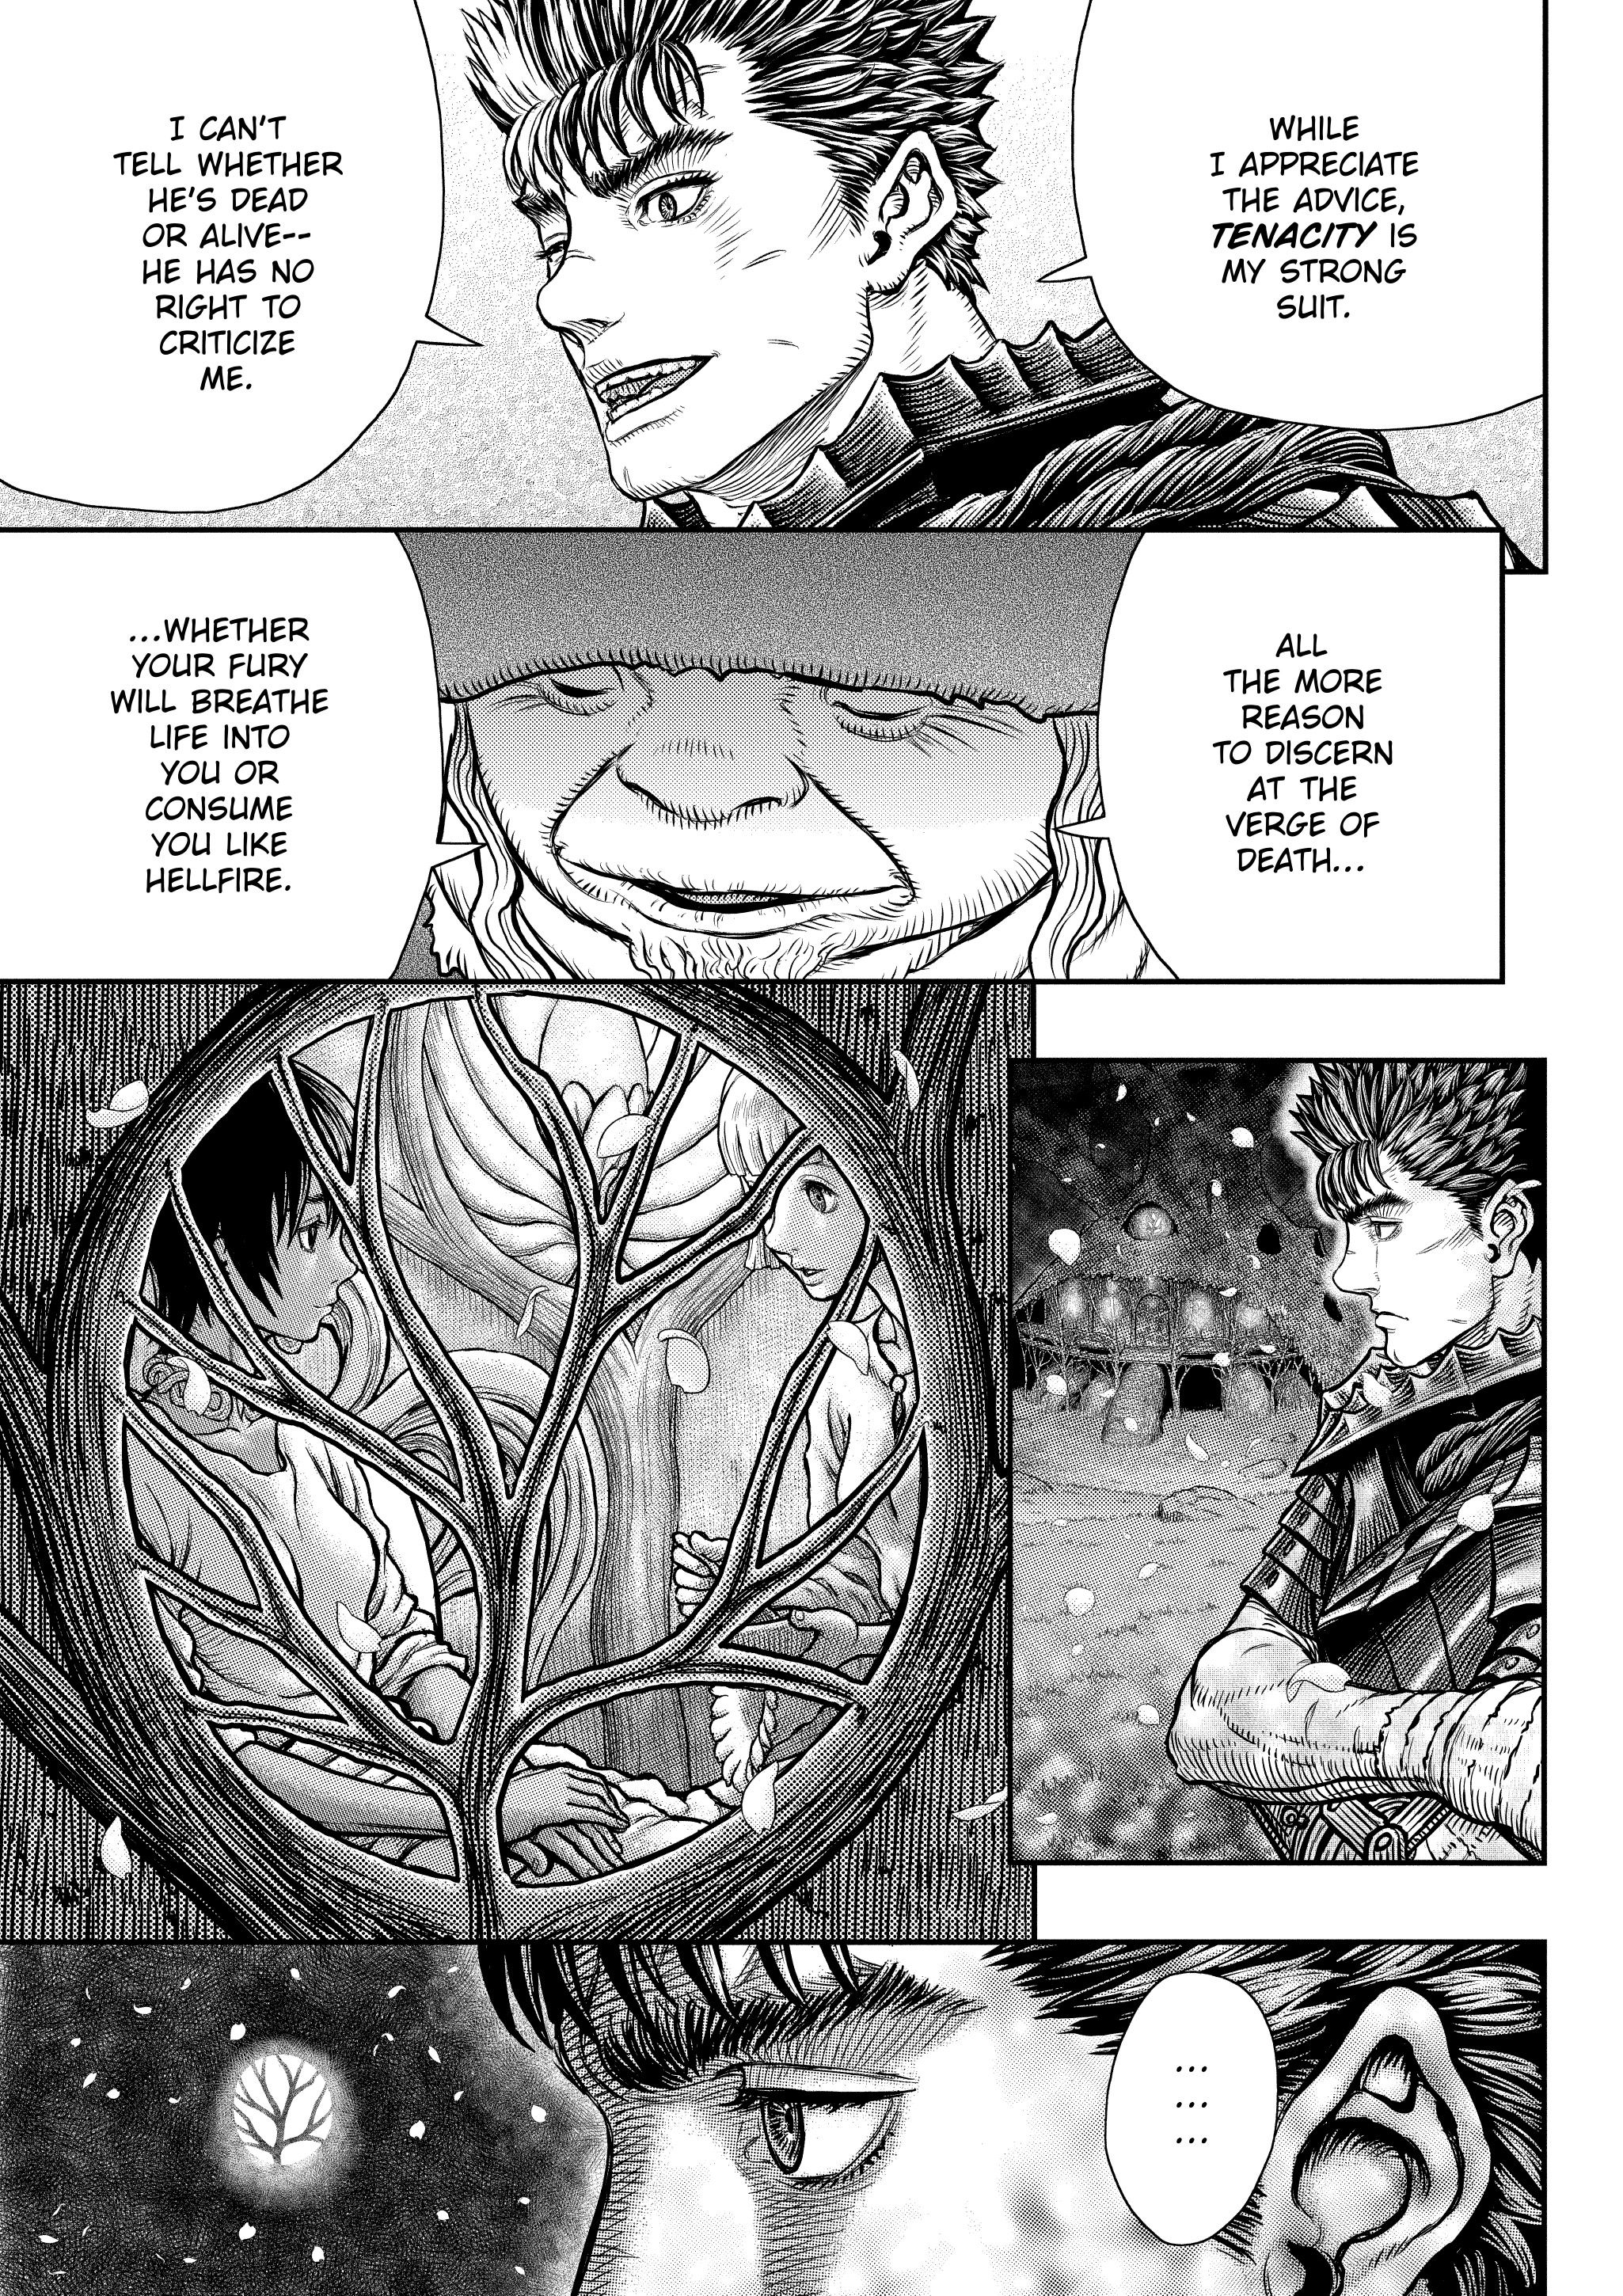 WHILE
I APPRECIATE
THE ADVICE,
TENACITY IS
MY STRONG
SUIT.
I CAN'T
TELL WHETHER
HE'S DEAD
OR ALIVE--
HE HAS NO
RIGHT TO
CRITICIZE
ME.
ALL
THE MORE
REASON
TO DISCERN
AT THE
VERGE OF
DEATH...
...WHETHER
YOUR FURY
WILL BREATHE
LIFE INTO
YOU OR
CONSUME
YOU LIKE
HELLFIRE.
...
...
...